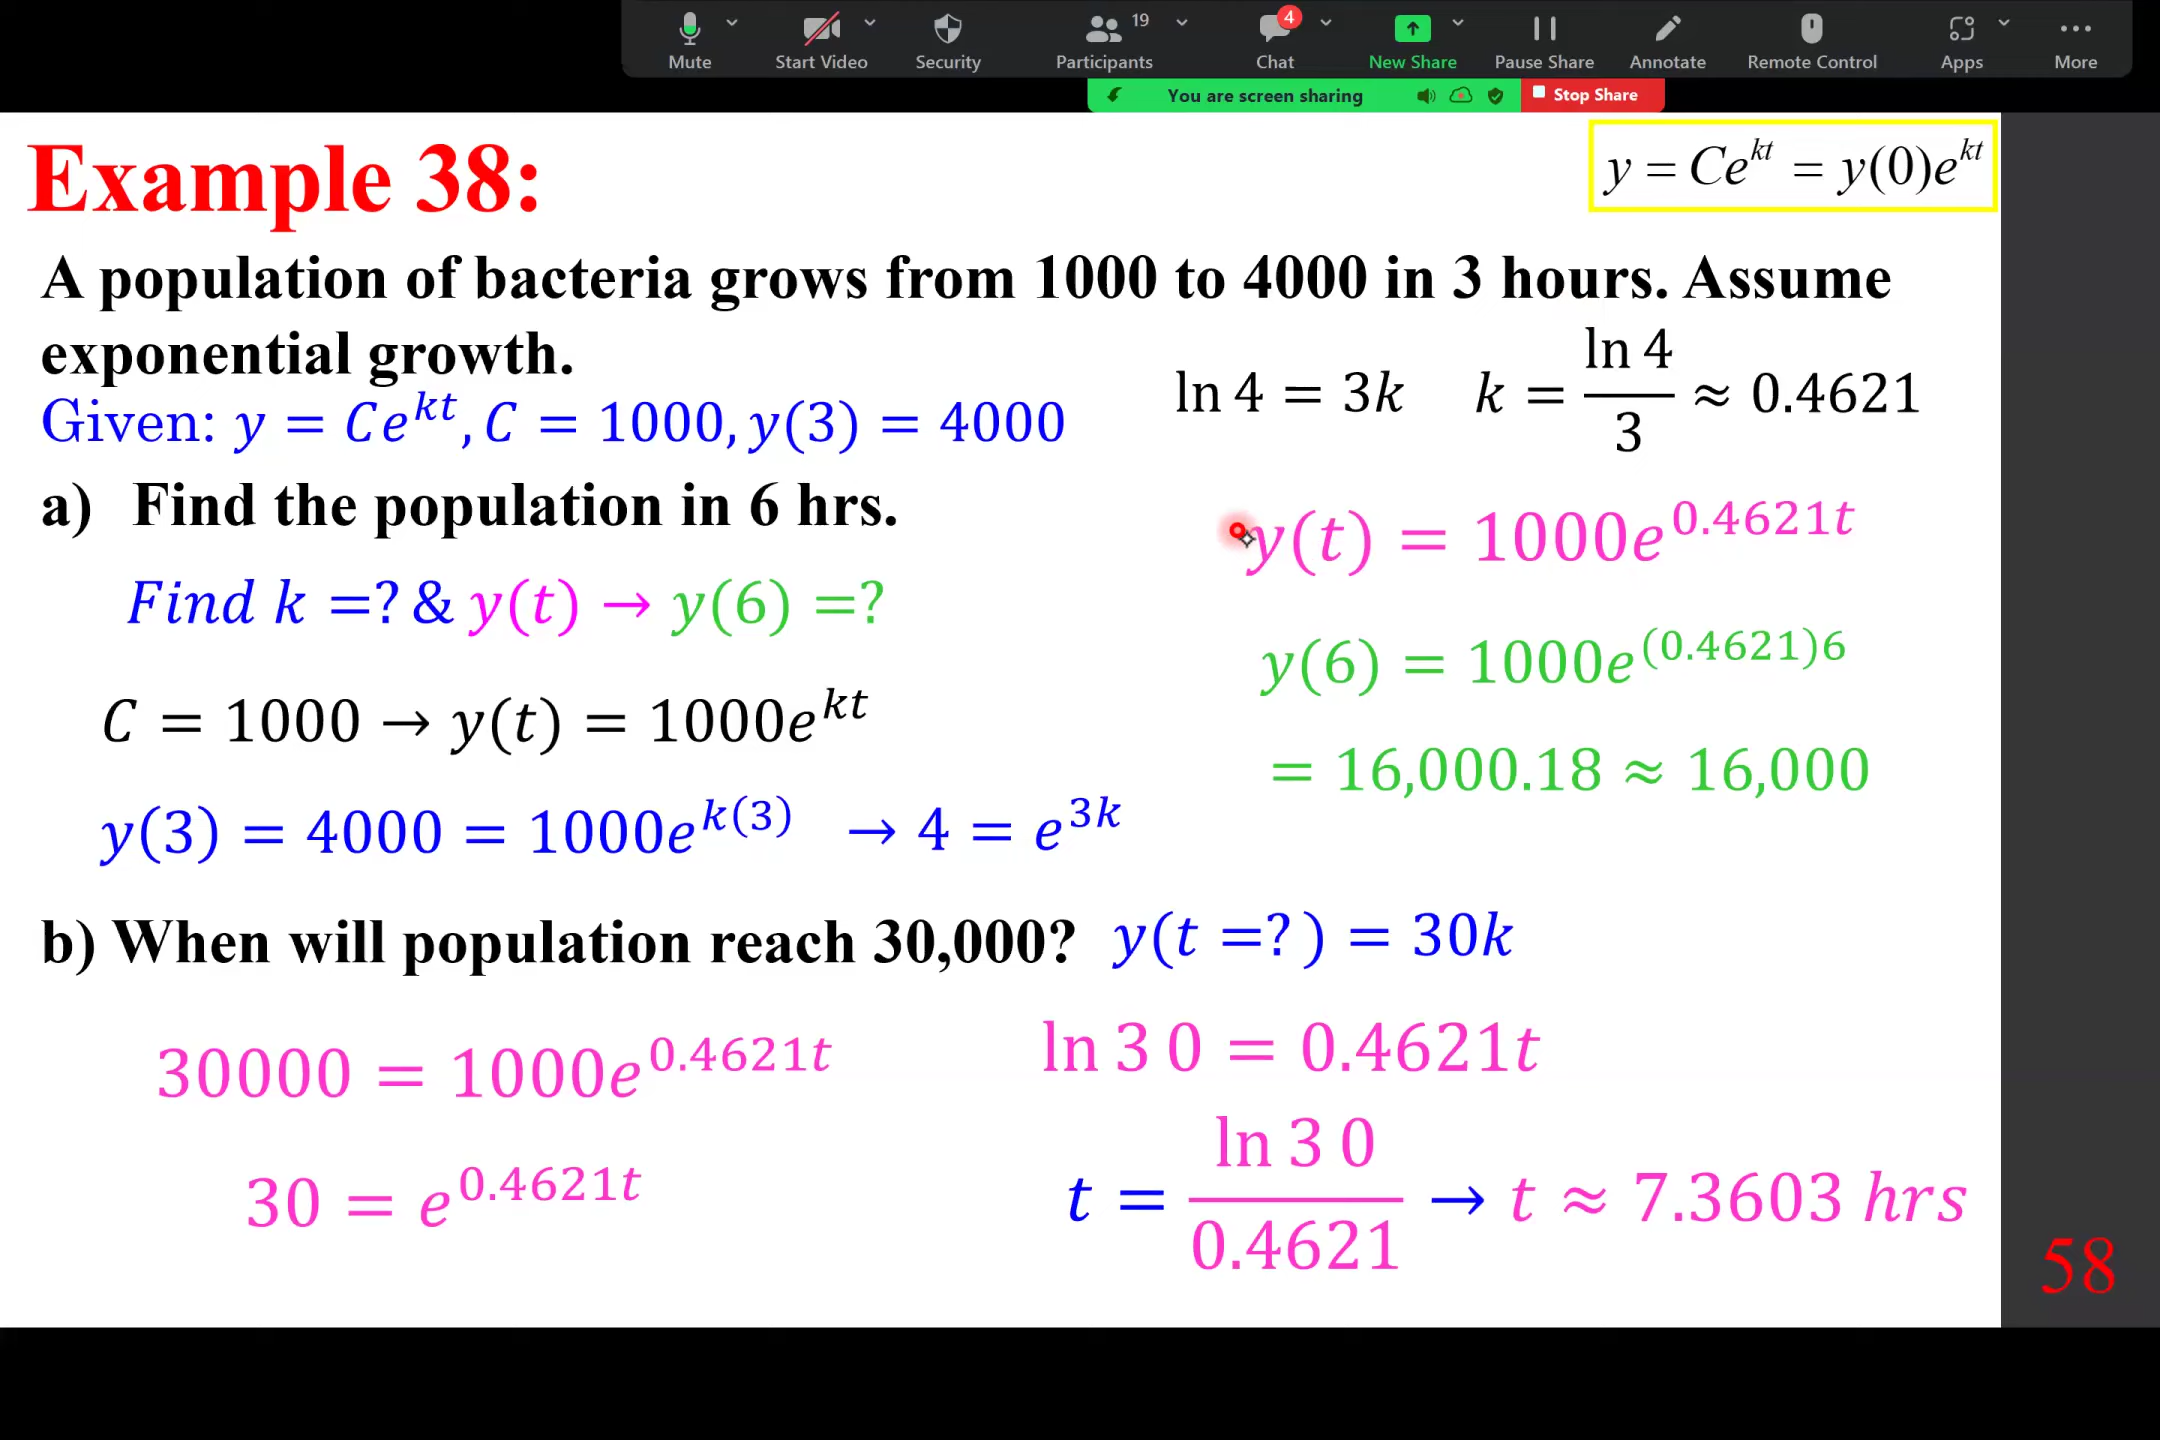 Mute Start Video Security Participants 19 Chat 4 New Share Pause Share Annotate Remote Control Apps More
You are screen sharing Stop Share
Example 38:
y = Ce^{kt} = y(0)e^{kt}
A population of bacteria grows from 1000 to 4000 in 3 hours. Assume
exponential growth.
ln 4 = 3k k = \frac{ln 4}{3} ≈ 0.4621
Given: y = Ce^{kt}, C = 1000, y(3) = 4000
a) Find the population in 6 hrs.
y(t) = 1000e^{0.4621t}
Find k =? & y(t) → y(6) =?
y(6) = 1000e^{(0.4621)6}
C = 1000 → y(t) = 1000e^{kt}
= 16,000.18 ≈ 16,000
y(3) = 4000 = 1000e^{k(3)} → 4 = e^{3k}
b) When will population reach 30,000? y(t =? ) = 30k
30000 = 1000e^{0.4621t}
ln 3 0 = 0.4621t
30 = e^{0.4621t}
t = \frac{ln 3 0}{0.4621} → t ≈ 7.3603 hrs
58